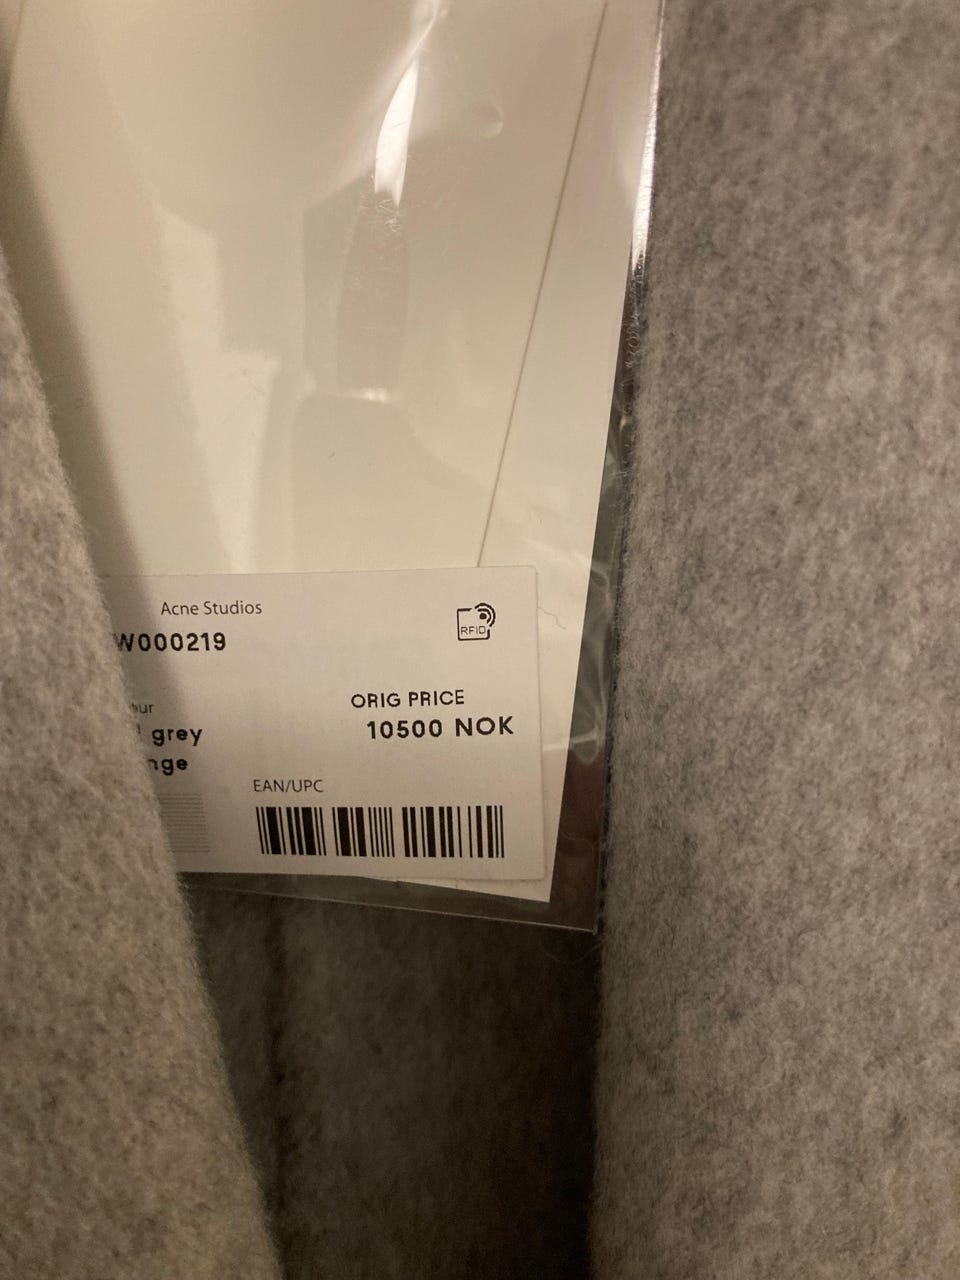 Acne Studios
W000219
RFID
ORIG PRICE
10500 NOK
grey
EAN/UPC